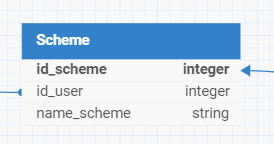 Scheme
id_scheme integer
id_user integer
name_scheme string